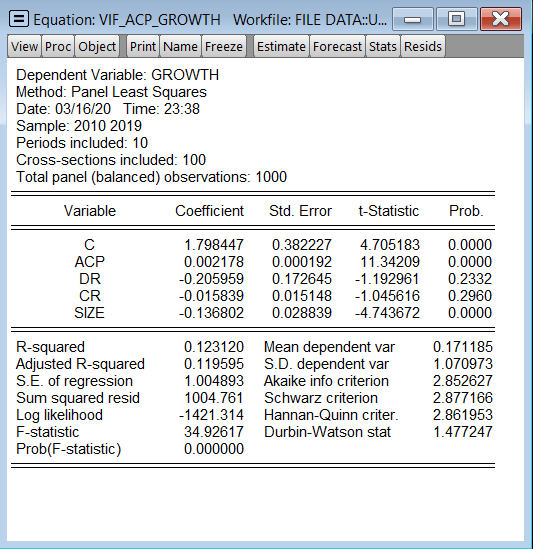 Equation: VIF_ACP_GROWTH Workfile: FILE DATA::U...
View Proc Object Print Name Freeze Estimate Forecast Stats Resids
Dependent Variable: GROWTH
Method: Panel Least Squares
Date: 03/16/20 Time: 23:38
Sample: 2010 2019
Periods included: 10
Cross-sections included: 100
Total panel (balanced) observations: 1000
Variable Coefficient Std. Error t-Statistic Prob.
C 1.798447 0.382227 4.705183 0.0000
ACP 0.002178 0.000192 11.34209 0.0000
DR -0.205959 0.172645 -1.192961 0.2332
CR -0.015839 0.015148 -1.045616 0.2960
SIZE -0.136802 0.028839 -4.743672 0.0000
R-squared 0.123120 Mean dependent var 0.171185
Adjusted R-squared 0.119595 S.D. dependent var 1.070973
S.E. of regression 1.004893 Akaike info criterion 2.852627
Sum squared resid 1004.761 Schwarz criterion 2.877166
Log likelihood -1421.314 Hannan-Quinn criter. 2.861953
F-statistic 34.92617 Durbin-Watson stat 1.477247
Prob(F-statistic) 0.000000